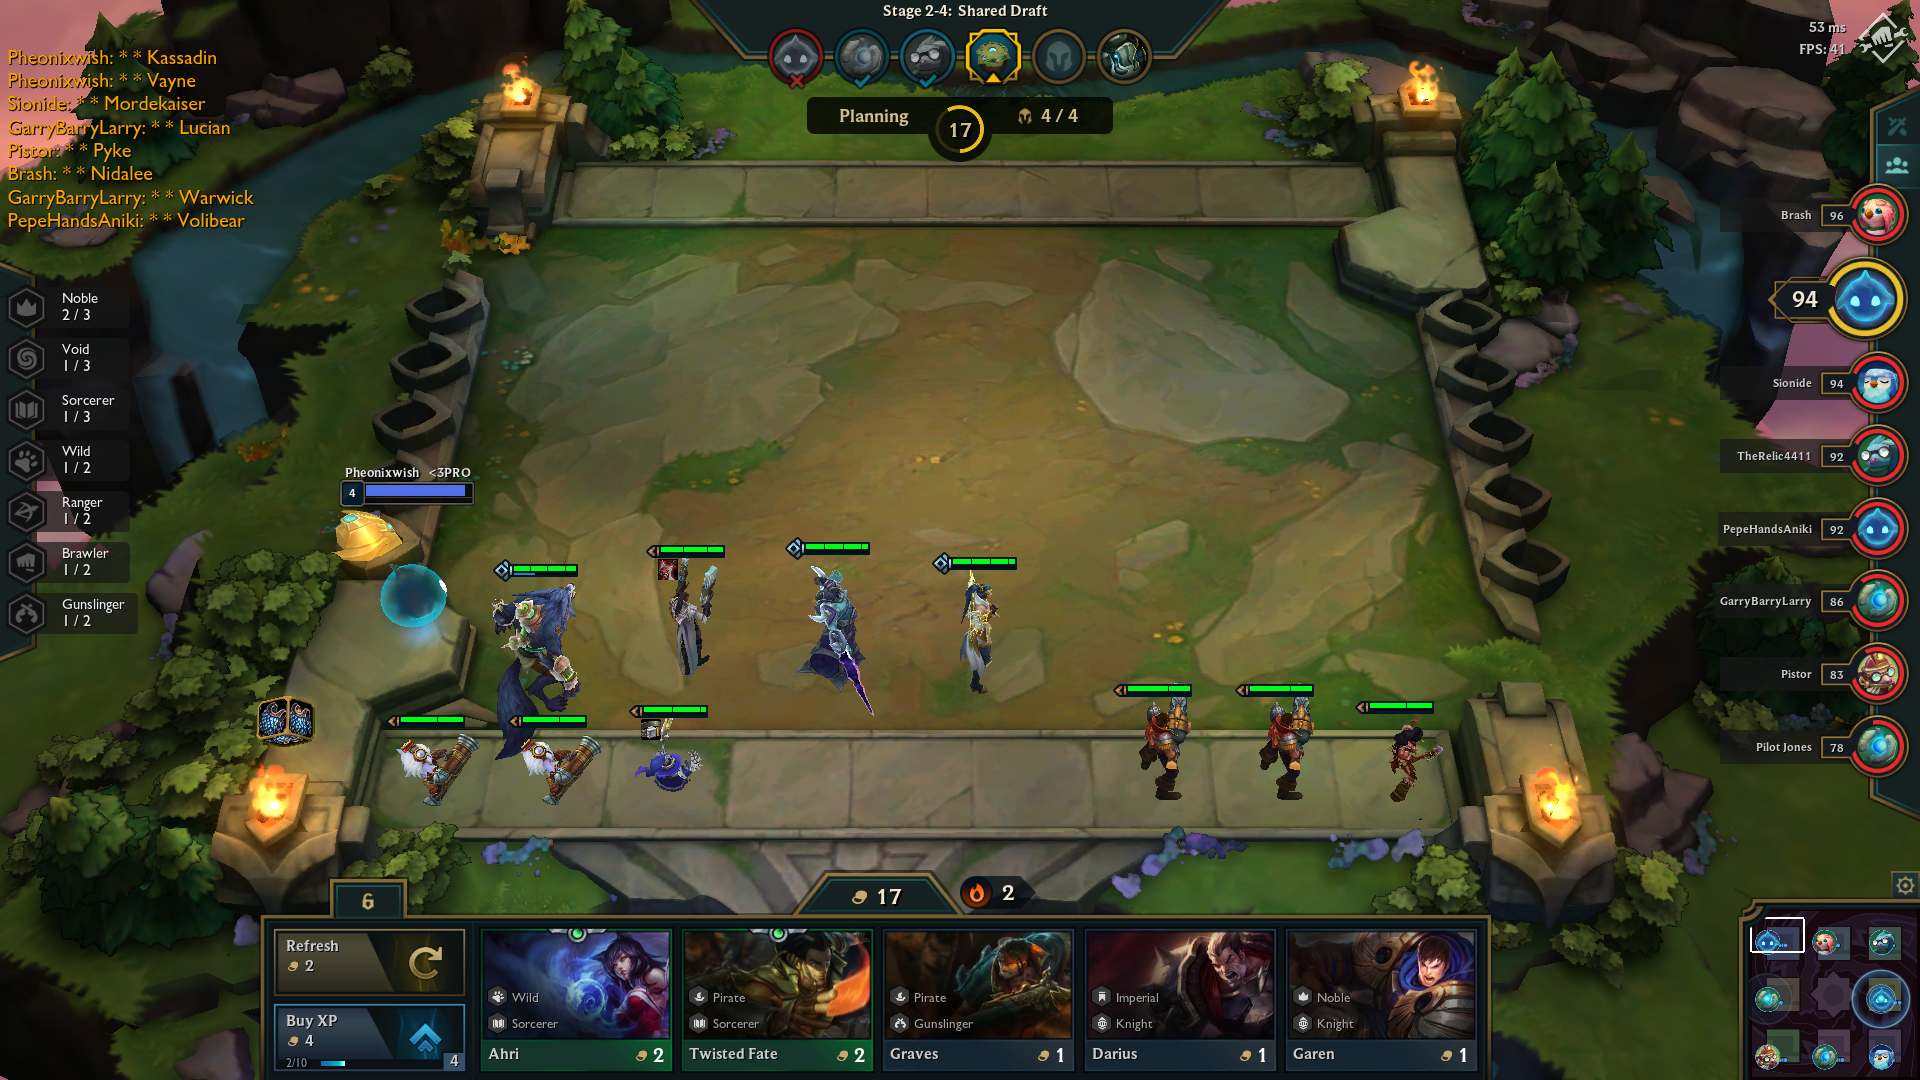 Stage 2-4: Shared Draft
53 ms
FPS: 41
Planning
17
4 / 4
Pheonixwish: * * Kassadin
Pheonixwish: * * Vayne
Sionide: * * Mordekaiser
GarryBarryLarry: * * Lucian
Pistor: * * Pyke
Brash: * * Nidalee
GarryBarryLarry: * * Warwick
PepeHandsAniki: * * Volibear
Noble
2 / 3
Void
1 / 3
Sorcerer
1 / 3
Wild
1 / 2
Ranger
1 / 2
Brawler
1 / 2
Gunslinger
1 / 2
Pheonixwish <3PRO
4
Brash 96
94
Sionide 94
TheRelic4411 92
PepeHandsAniki 92
GarryBarryLarry 86
Pistor 83
Pilot Jones 78
6
17
2
Refresh
2
Buy XP
4
2/10
4
Wild
Sorcerer
Ahri 2
Pirate
Sorcerer
Twisted Fate 2
Pirate
Gunslinger
Graves 1
Imperial
Knight
Darius 1
Noble
Knight
Garen 1